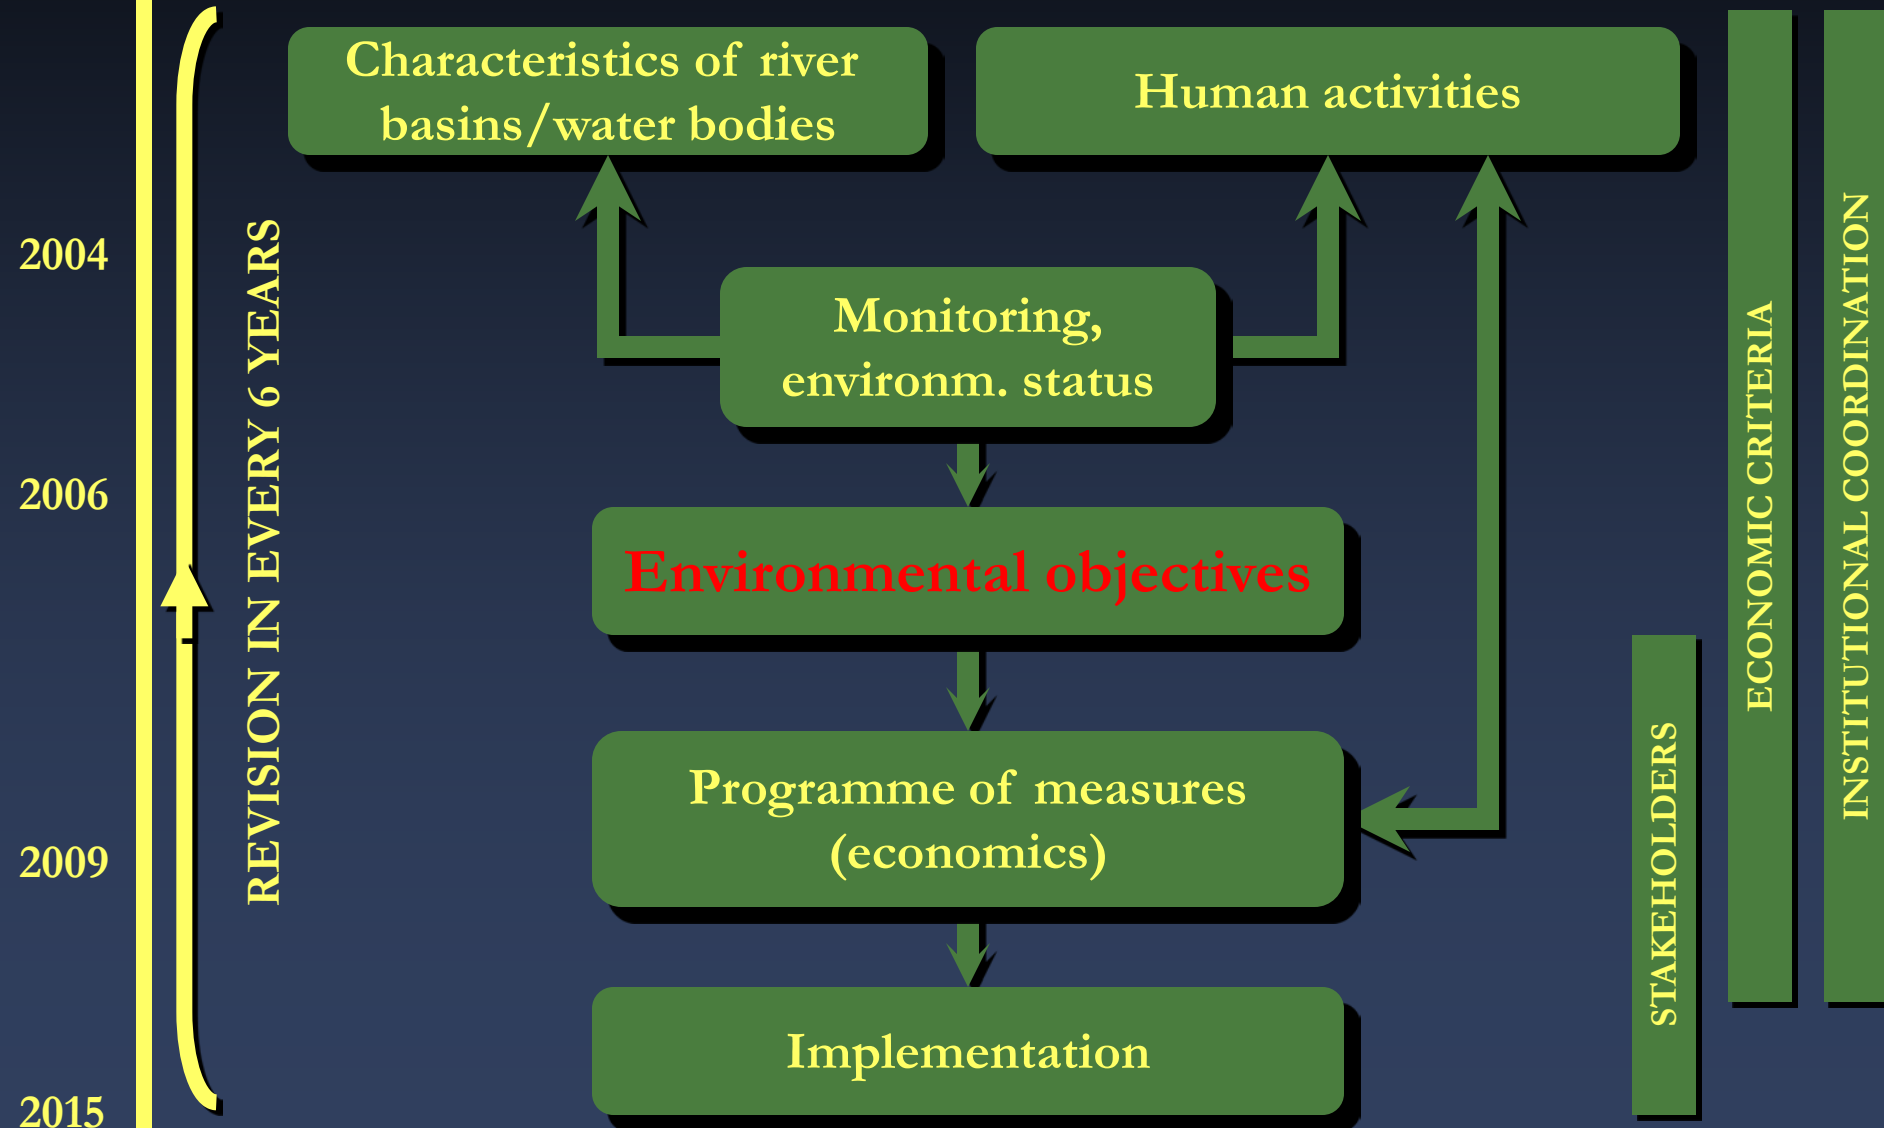 Characteristics of river
basins/water bodies
Human activities
2004
Monitoring,
environm. status
2006
Environmental objectives
Programme of measures
(economics)
2009
Implementation
2015
REVISION IN EVERY 6 YEARS
STAKEHOLDERS
ECONOMIC CRITERIA
INSTITUTIONAL COORDINATION